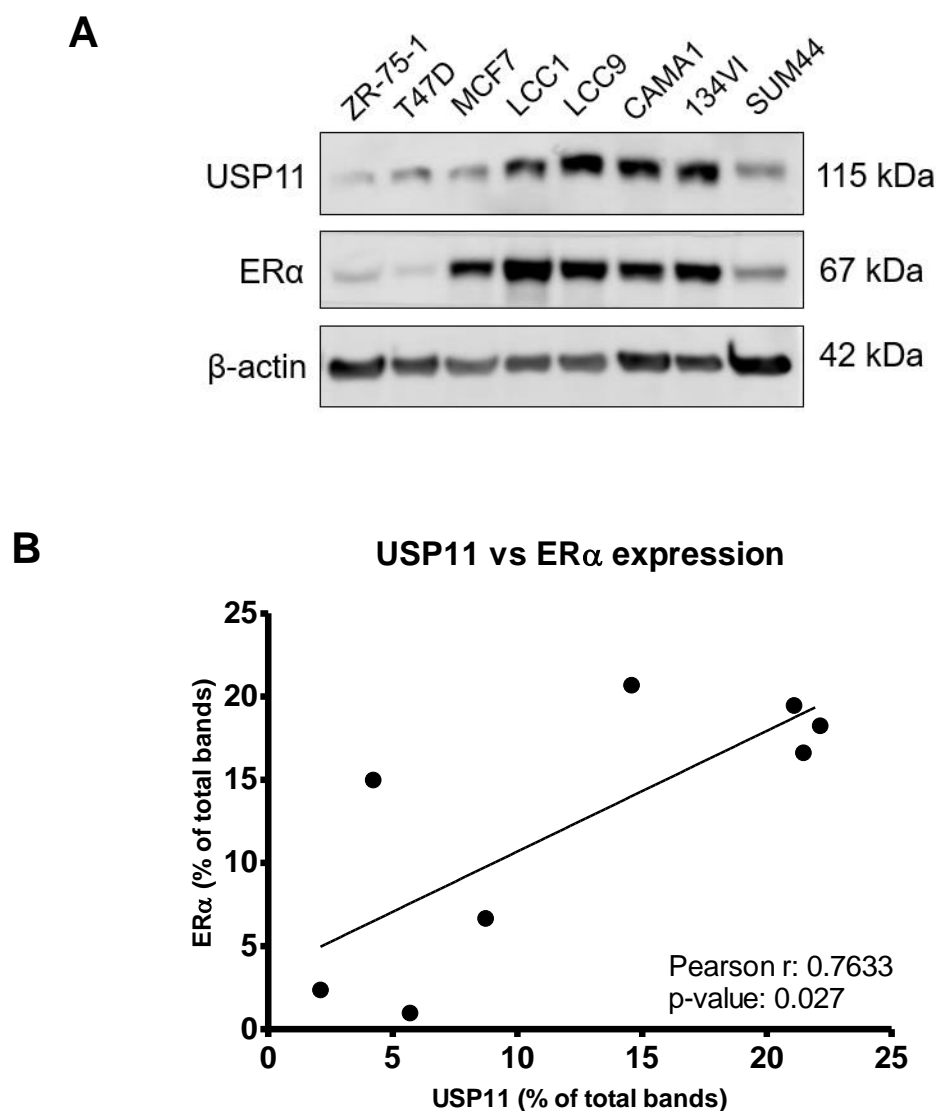 A
ZR-75-1 T47D MCF7 LCC1 LCC9 CAMA1 134VI SUM44
USP11 115 kDa
ERα 67 kDa
β-actin 42 kDa
B
USP11 vs ERα expression
25
20
15
10
5
0
ERα (% of total bands)
Pearson r: 0.7633
p-value: 0.027
0 5 10 15 20 25
USP11 (% of total bands)